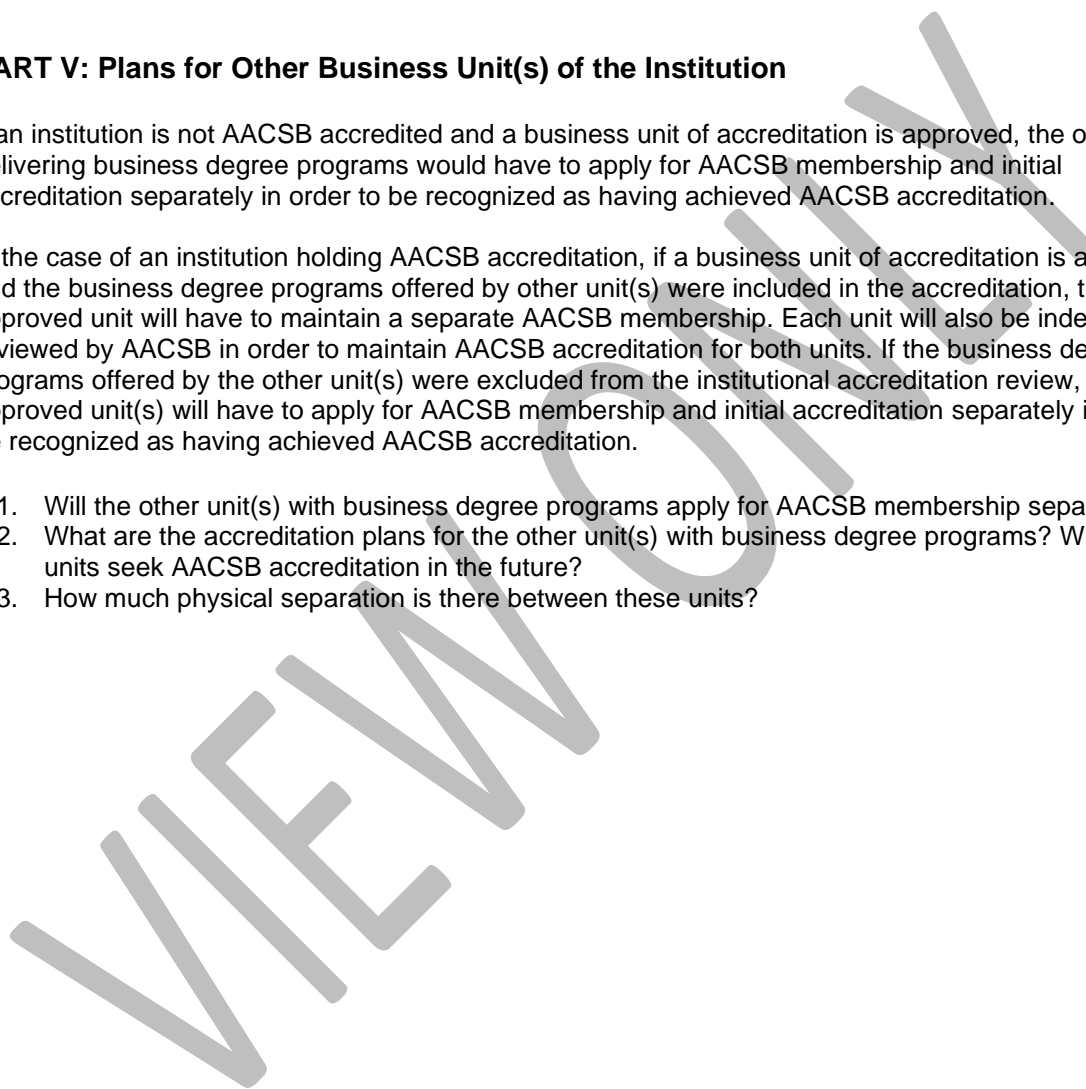 ART V: Plans for Other Business Unit(s) of the Institution
an institution is not AACSB accredited and a business unit of accreditation is approved, the o
elivering business degree programs would have to apply for AACSB membership and initial
creditation separately in order to be recognized as having achieved AACSB accreditation.
the case of an institution holding AACSB accreditation, if a business unit of accreditation is a
d the business degree programs offered by other unit(s) were included in the accreditation, t
pproved unit will have to maintain a separate AACSB membership. Each unit will also be inde
viewed by AACSB in order to maintain AACSB accreditation for both units. If the business de
ograms offered by the other unit(s) were excluded from the institutional accreditation review,
pproved unit(s) will have to apply for AACSB membership and initial accreditation separately i
e recognized as having achieved AACSB accreditation.
1. Will the other unit(s) with business degree programs apply for AACSB membership sepa
2. What are the accreditation plans for the other unit(s) with business degree programs? W
units seek AACSB accreditation in the future?
3. How much physical separation is there between these units?
VIEW ONLY